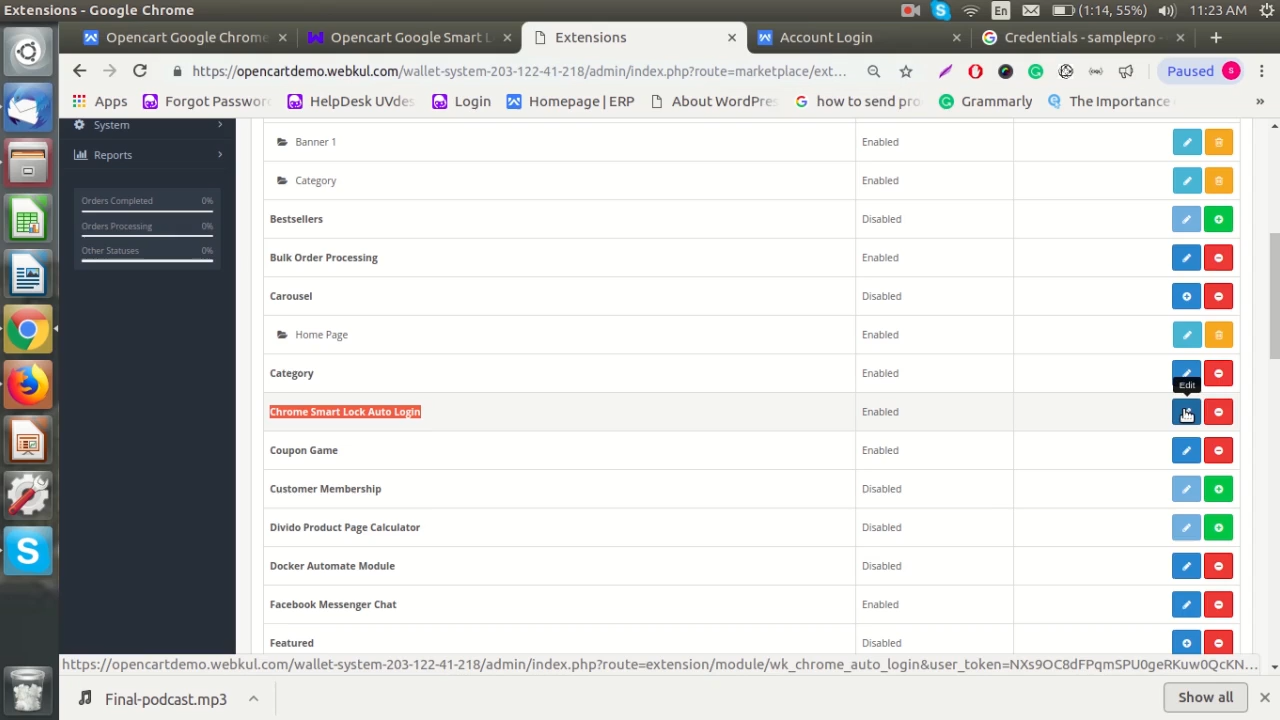 Extensions - Google Chrome
En
(1:14, 55%)
11:23 AM
Opencart Google Chrome
Opencart Google Smart L
Extensions
Account Login
Credentials - samplepro -
https://opencartdemo.webkul.com/wallet-system-203-122-41-218/admin/index.php?route=marketplace/ext...
Paused
S
Apps
Forgot Passwor
HelpDesk UVdes
Login
Homepage | ERP
About WordPres
how to send pro
Grammarly
The Importance
»
System
Reports
Orders Completed 0%
Orders Processing 0%
Other Statuses 0%
Banner 1 Enabled
Category Enabled
Bestsellers Disabled
Bulk Order Processing Enabled
Carousel Disabled
Home Page Enabled
Category Enabled
Edit
Chrome Smart Lock Auto Login Enabled
Coupon Game Enabled
Customer Membership Disabled
Divido Product Page Calculator Disabled
Docker Automate Module Disabled
Facebook Messenger Chat Enabled
Featured Disabled
https://opencartdemo.webkul.com/wallet-system-203-122-41-218/admin/index.php?route=extension/module/wk_chrome_auto_login&user_token=NXs9OC8dFPqmSPU0geRKuw0QcKN...
Final-podcast.mp3
Show all